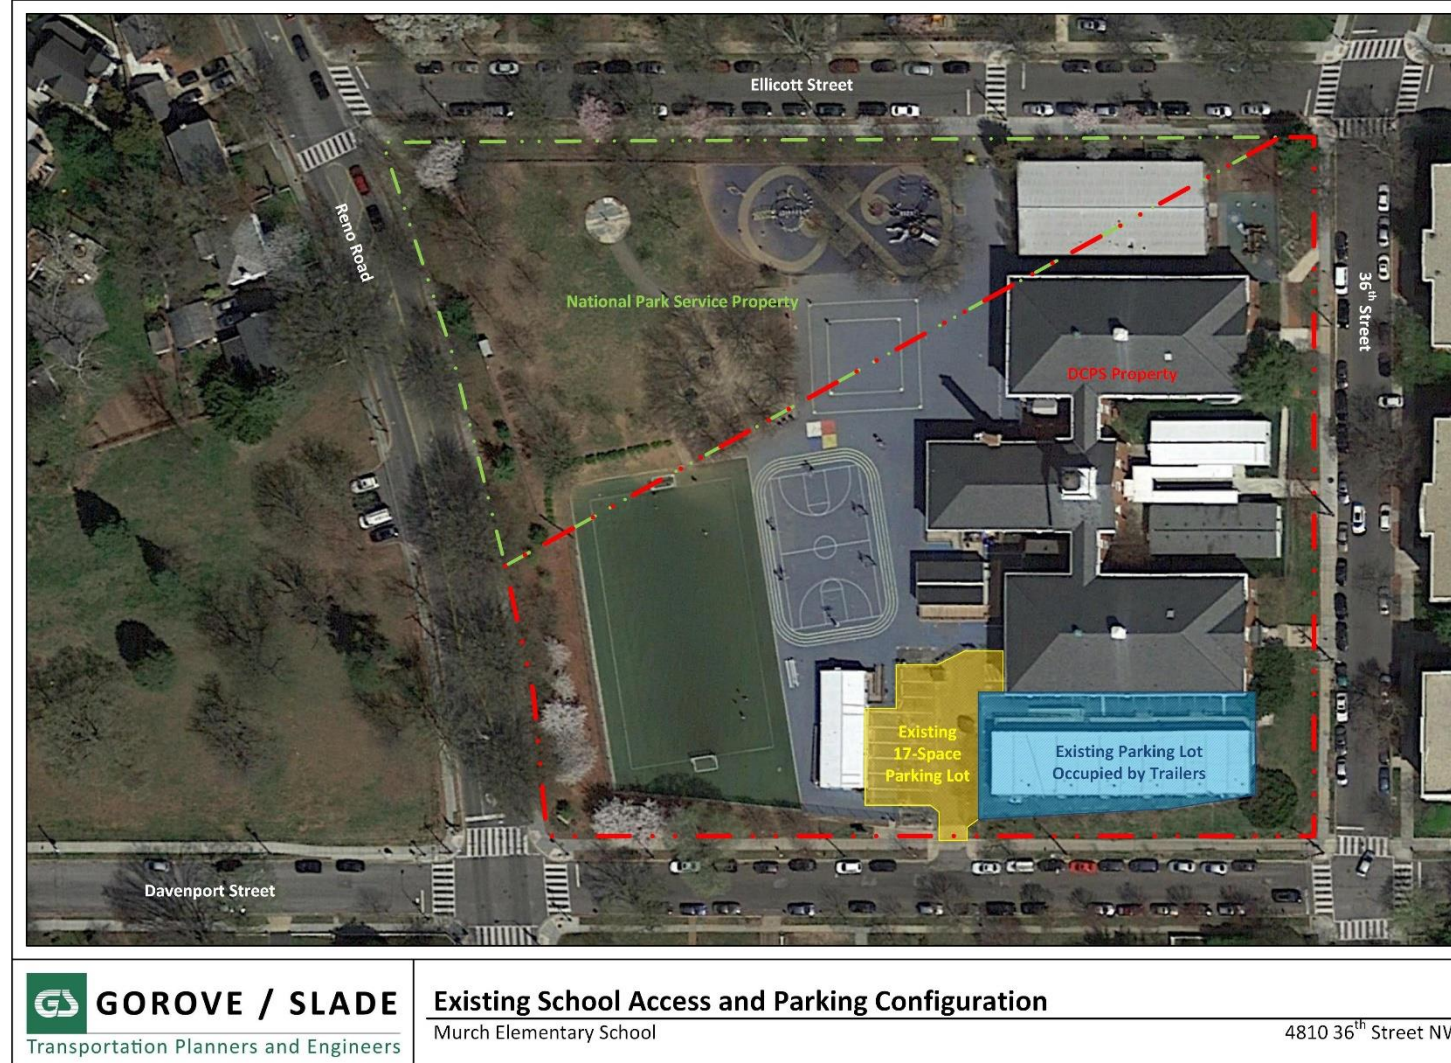 Ellicott Street
Reno Road
National Park Service Property
36th Street
DCPS Property
Existing
17-Space
Parking Lot
Existing Parking Lot
Occupied by Trailers
Davenport Street
GS GOROVE / SLADE
Transportation Planners and Engineers
Existing School Access and Parking Configuration
Murch Elementary School
4810 36th Street NW